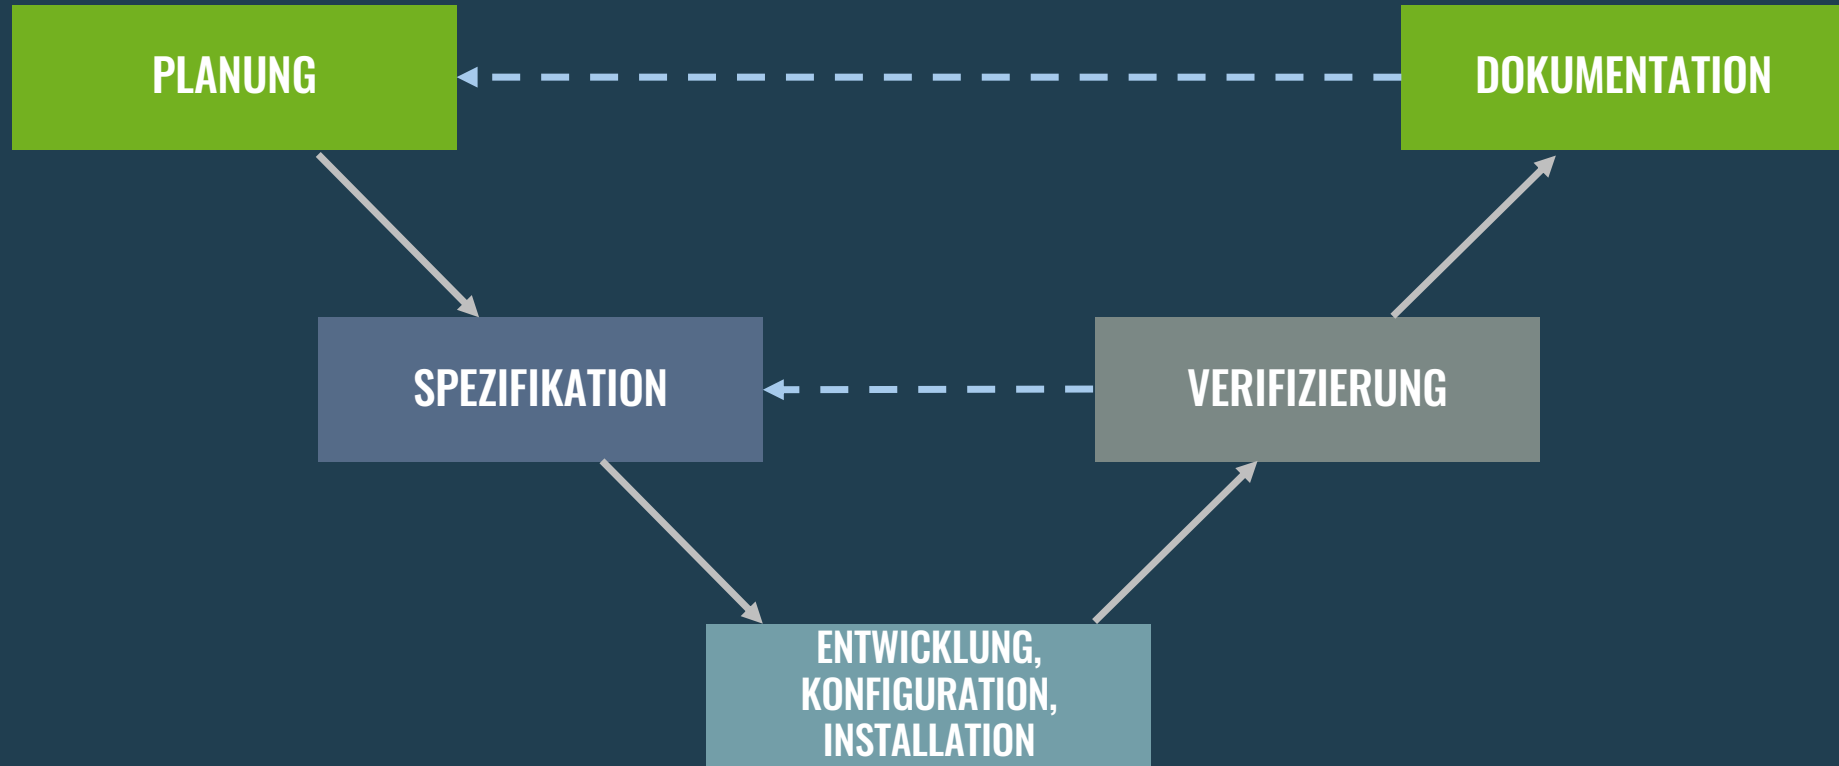 PLANUNG
DOKUMENTATION
SPEZIFIKATION
VERIFIZIERUNG
ENTWICKLUNG,
KONFIGURATION,
INSTALLATION